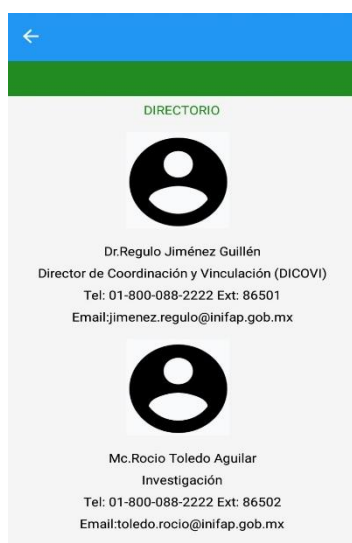 DIRECTORIO
Dr.Regulo Jiménez Guillén
Director de Coordinación y Vinculación (DICOVI)
Tel: 01-800-088-2222 Ext: 86501
Email:jimenez.regulo@inifap.gob.mx
Mc.Rocio Toledo Aguilar
Investigación
Tel: 01-800-088-2222 Ext: 86502
Email:toledo.rocio@inifap.gob.mx